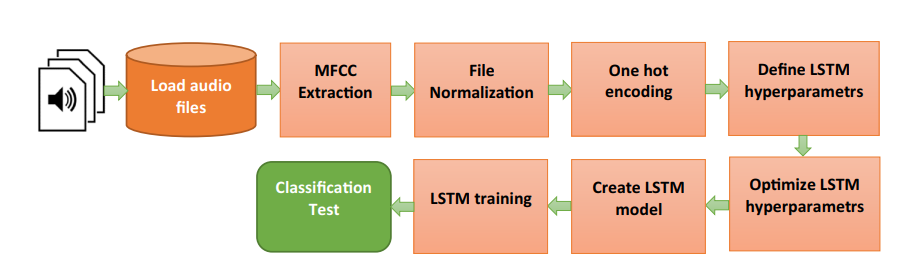 Load audio
files
MFCC
Extraction
File
Normalization
One hot
encoding
Define LSTM
hyperparametrs
Optimize LSTM
hyperparametrs
Create LSTM
model
LSTM training
Classification
Test